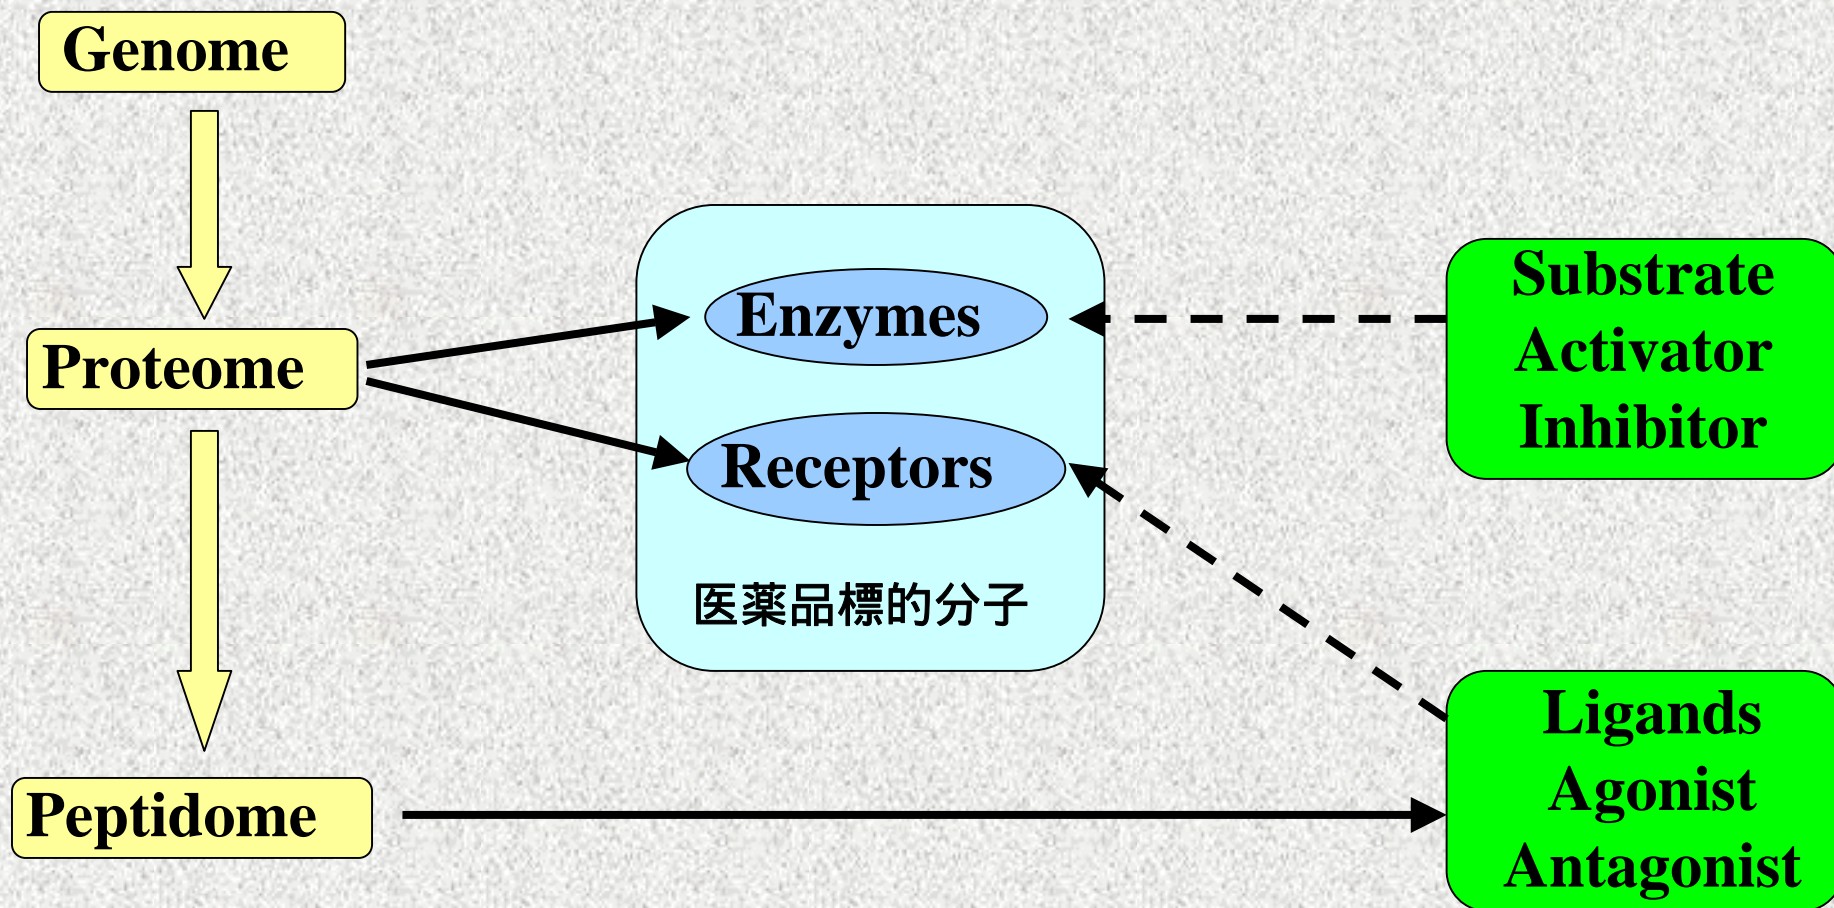 Genome
Proteome
Peptidome
Enzymes
Receptors
医薬品標的分子
Substrate
Activator
Inhibitor
Ligands
Agonist
Antagonist